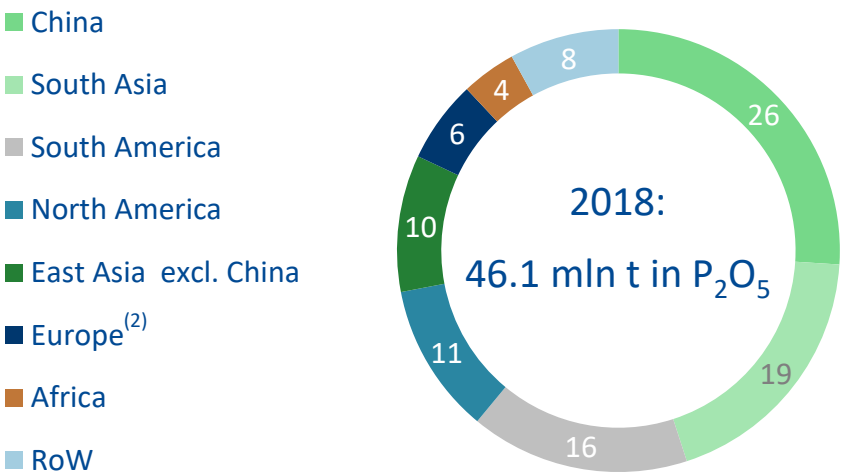 China
South Asia
South America
North America
East Asia excl. China
Europe(2)
Africa
RoW
8
26
4
6
2018:
10
46.1 mln t in P2O5
11
19
16